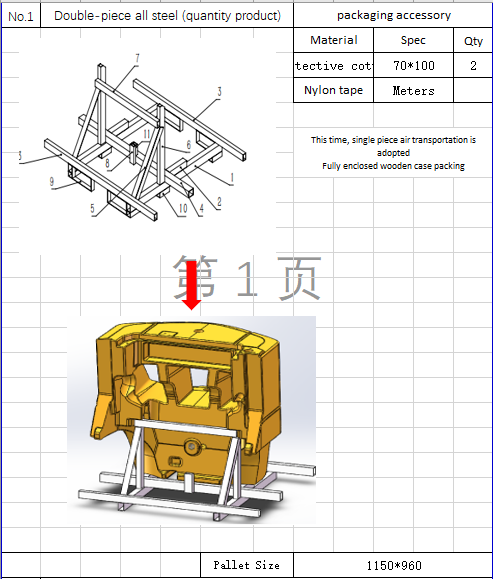 No.1 Double-piece all steel (quantity product) packaging accessory
Material Spec Qty
tective cot 70*100 2
Nylon tape Meters
This time, single piece air transportation is
adopted
Fully enclosed wooden case packing
7
3
11
8
6
3
9
5
10
4
2
1
第 1 页
Pallet Size 1150*960